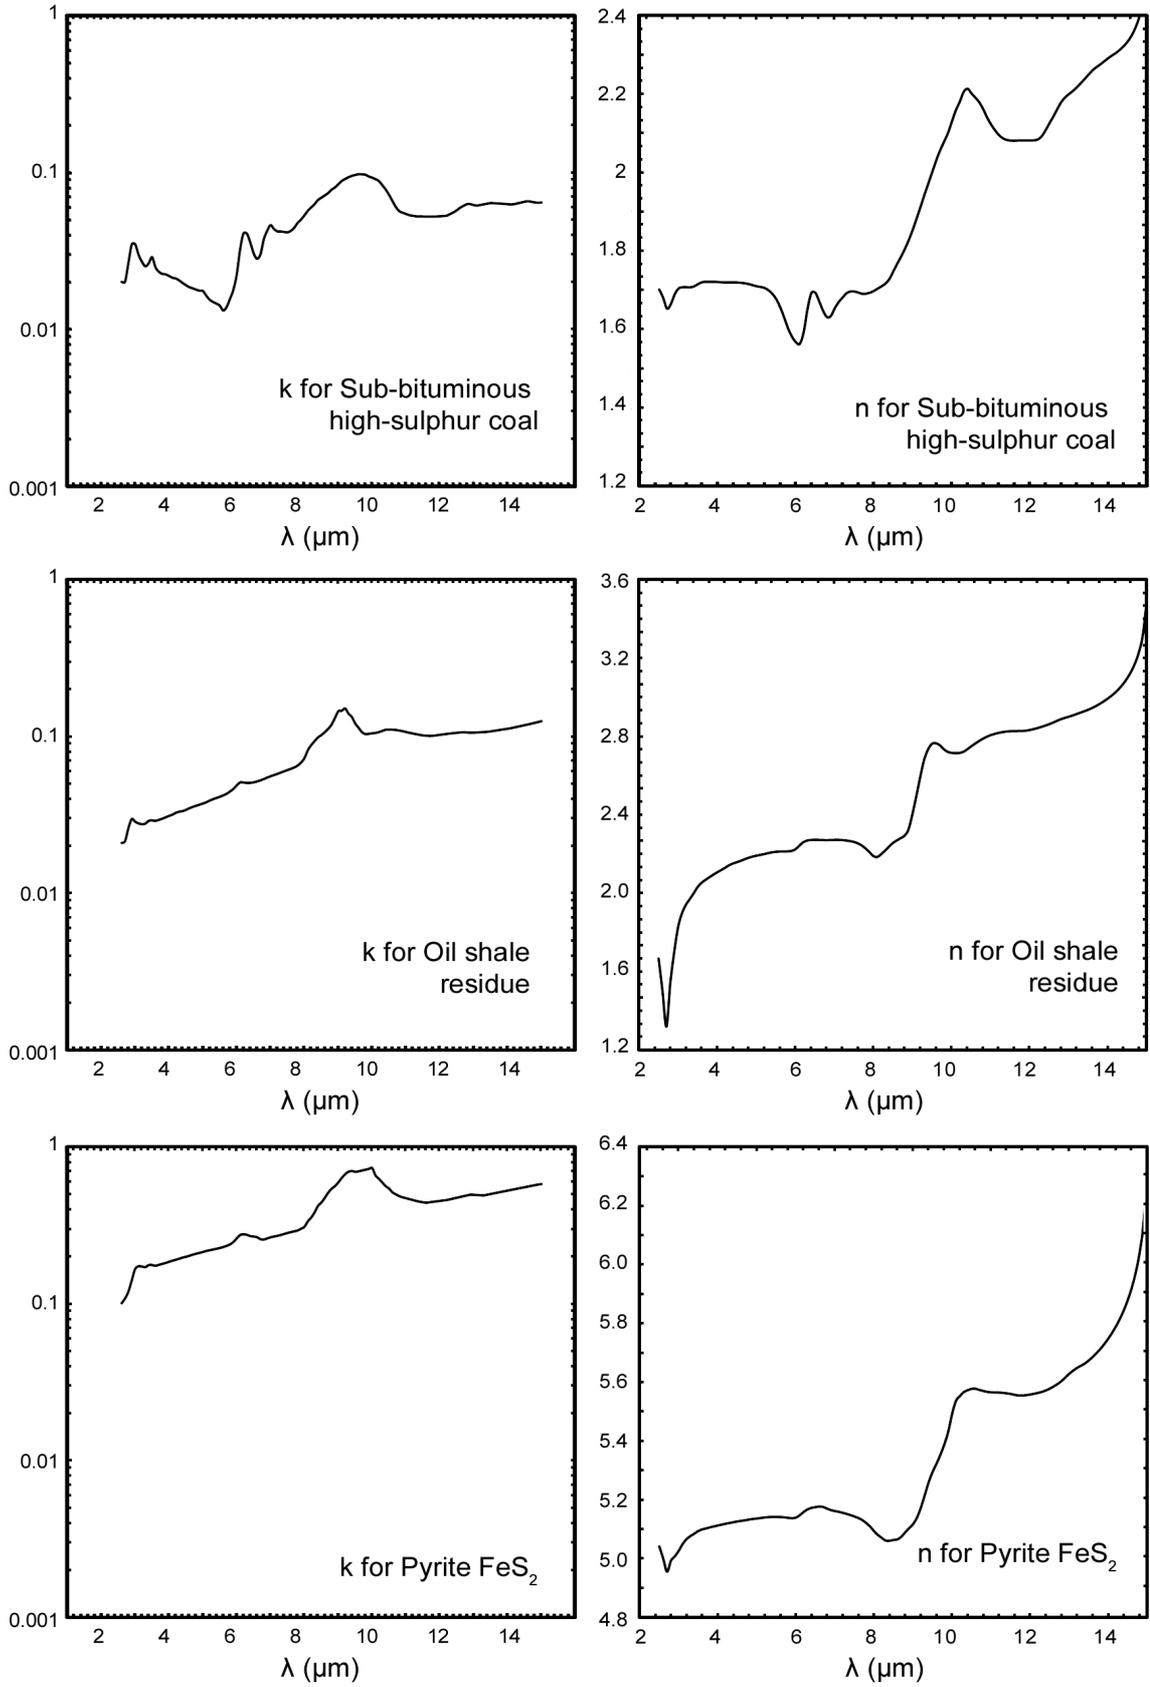 1
0.1
0.01
0.001
k for Sub-bituminous
high-sulphur coal
2 4 6 8 10 12 14
λ (μm)
2.4
2.2
2
1.8
1.6
1.4
1.2
n for Sub-bituminous
high-sulphur coal
2 4 6 8 10 12 14
λ (μm)
1
0.1
0.01
0.001
k for Oil shale
residue
2 4 6 8 10 12 14
λ (μm)
3.6
3.2
2.8
2.4
2.0
1.6
1.2
n for Oil shale
residue
2 4 6 8 10 12 14
λ (μm)
1
0.1
0.01
0.001
k for Pyrite FeS₂
2 4 6 8 10 12 14
λ (μm)
6.4
6.2
6.0
5.8
5.6
5.4
5.2
5.0
4.8
n for Pyrite FeS₂
2 4 6 8 10 12 14
λ (μm)